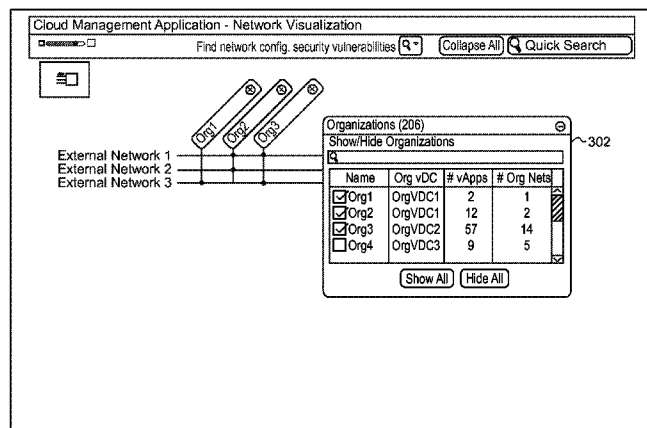 Cloud Management Application - Network Visualization
Find network config. security vulnerabilities Collapse All Quick Search
Org1 Org2 Org3
External Network 1
External Network 2
External Network 3
Organizations (206)
302
Show/Hide Organizations
Name Org vDC # vApps # Org Nets
Org1 OrgVDC1 2 1
Org2 OrgVDC1 12 2
Org3 OrgVDC2 57 14
Org4 OrgVDC3 9 5
Show All Hide All